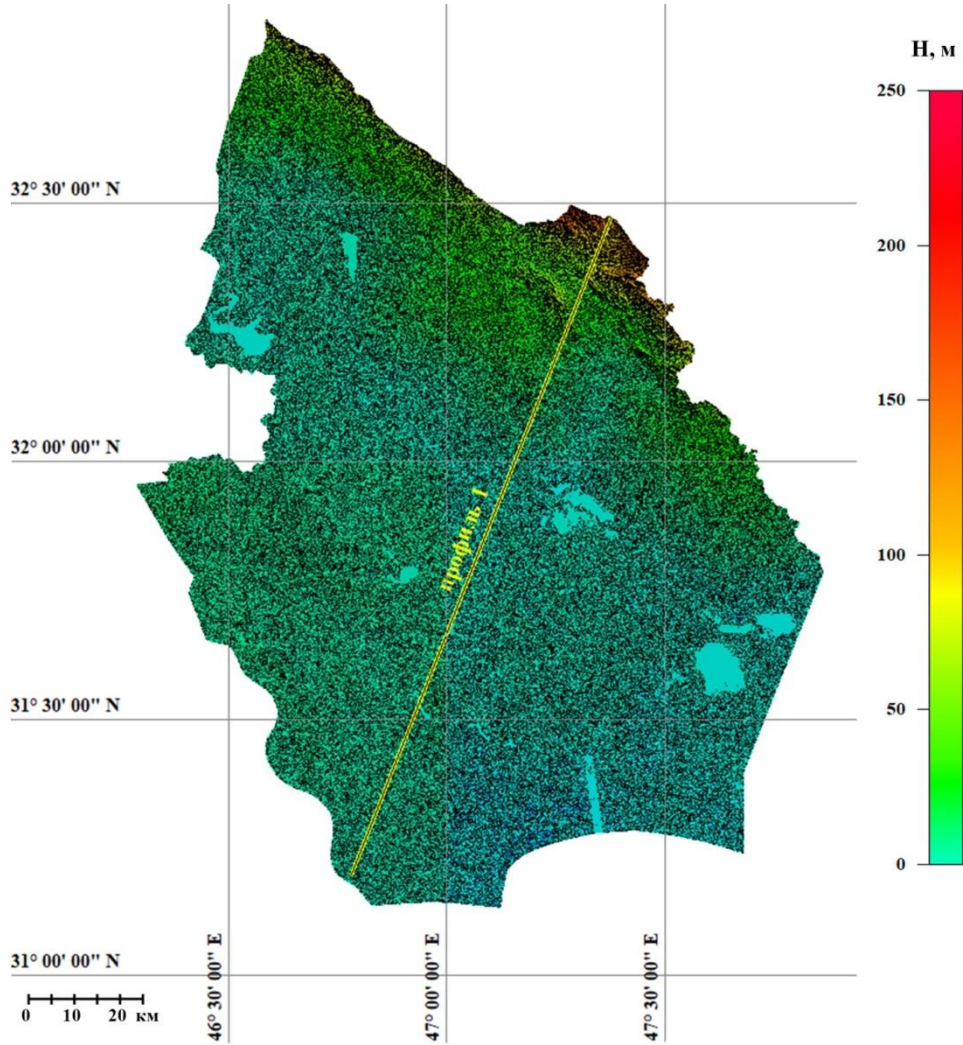 H, м
250
32° 30' 00" N
200
150
32° 00' 00" N
профиль 1
100
31° 30' 00" N
50
0
31° 00' 00" N
46° 30' 00" E
47° 00' 00" E
47° 30' 00" E
0 10 20 км